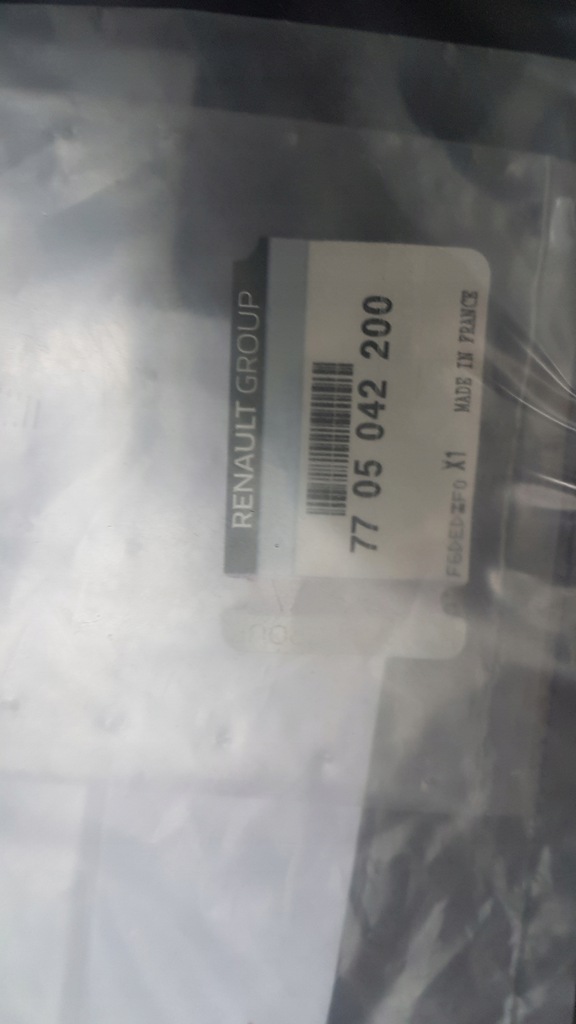 RENAULT GROUP
77 05 042 200
X1 MADE IN FRANCE